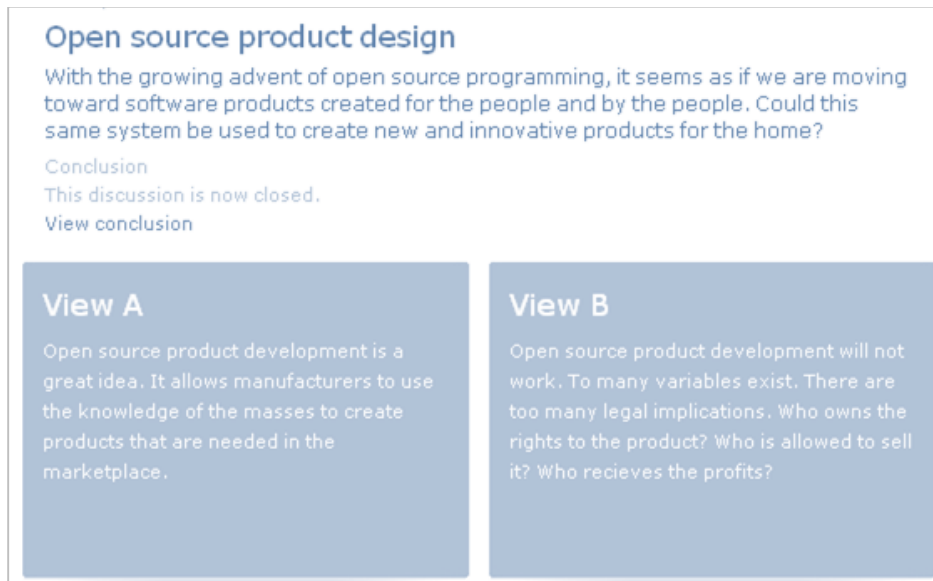 Open source product design
With the growing advent of open source programming, it seems as if we are moving
toward software products created for the people and by the people. Could this
same system be used to create new and innovative products for the home?
Conclusion
This discussion is now closed.
View conclusion
View A
Open source product development is a
great idea. It allows manufacturers to use
the knowledge of the masses to create
products that are needed in the
marketplace.
View B
Open source product development will not
work. To many variables exist. There are
too many legal implications. Who owns the
rights to the product? Who is allowed to sell
it? Who recieves the profits?